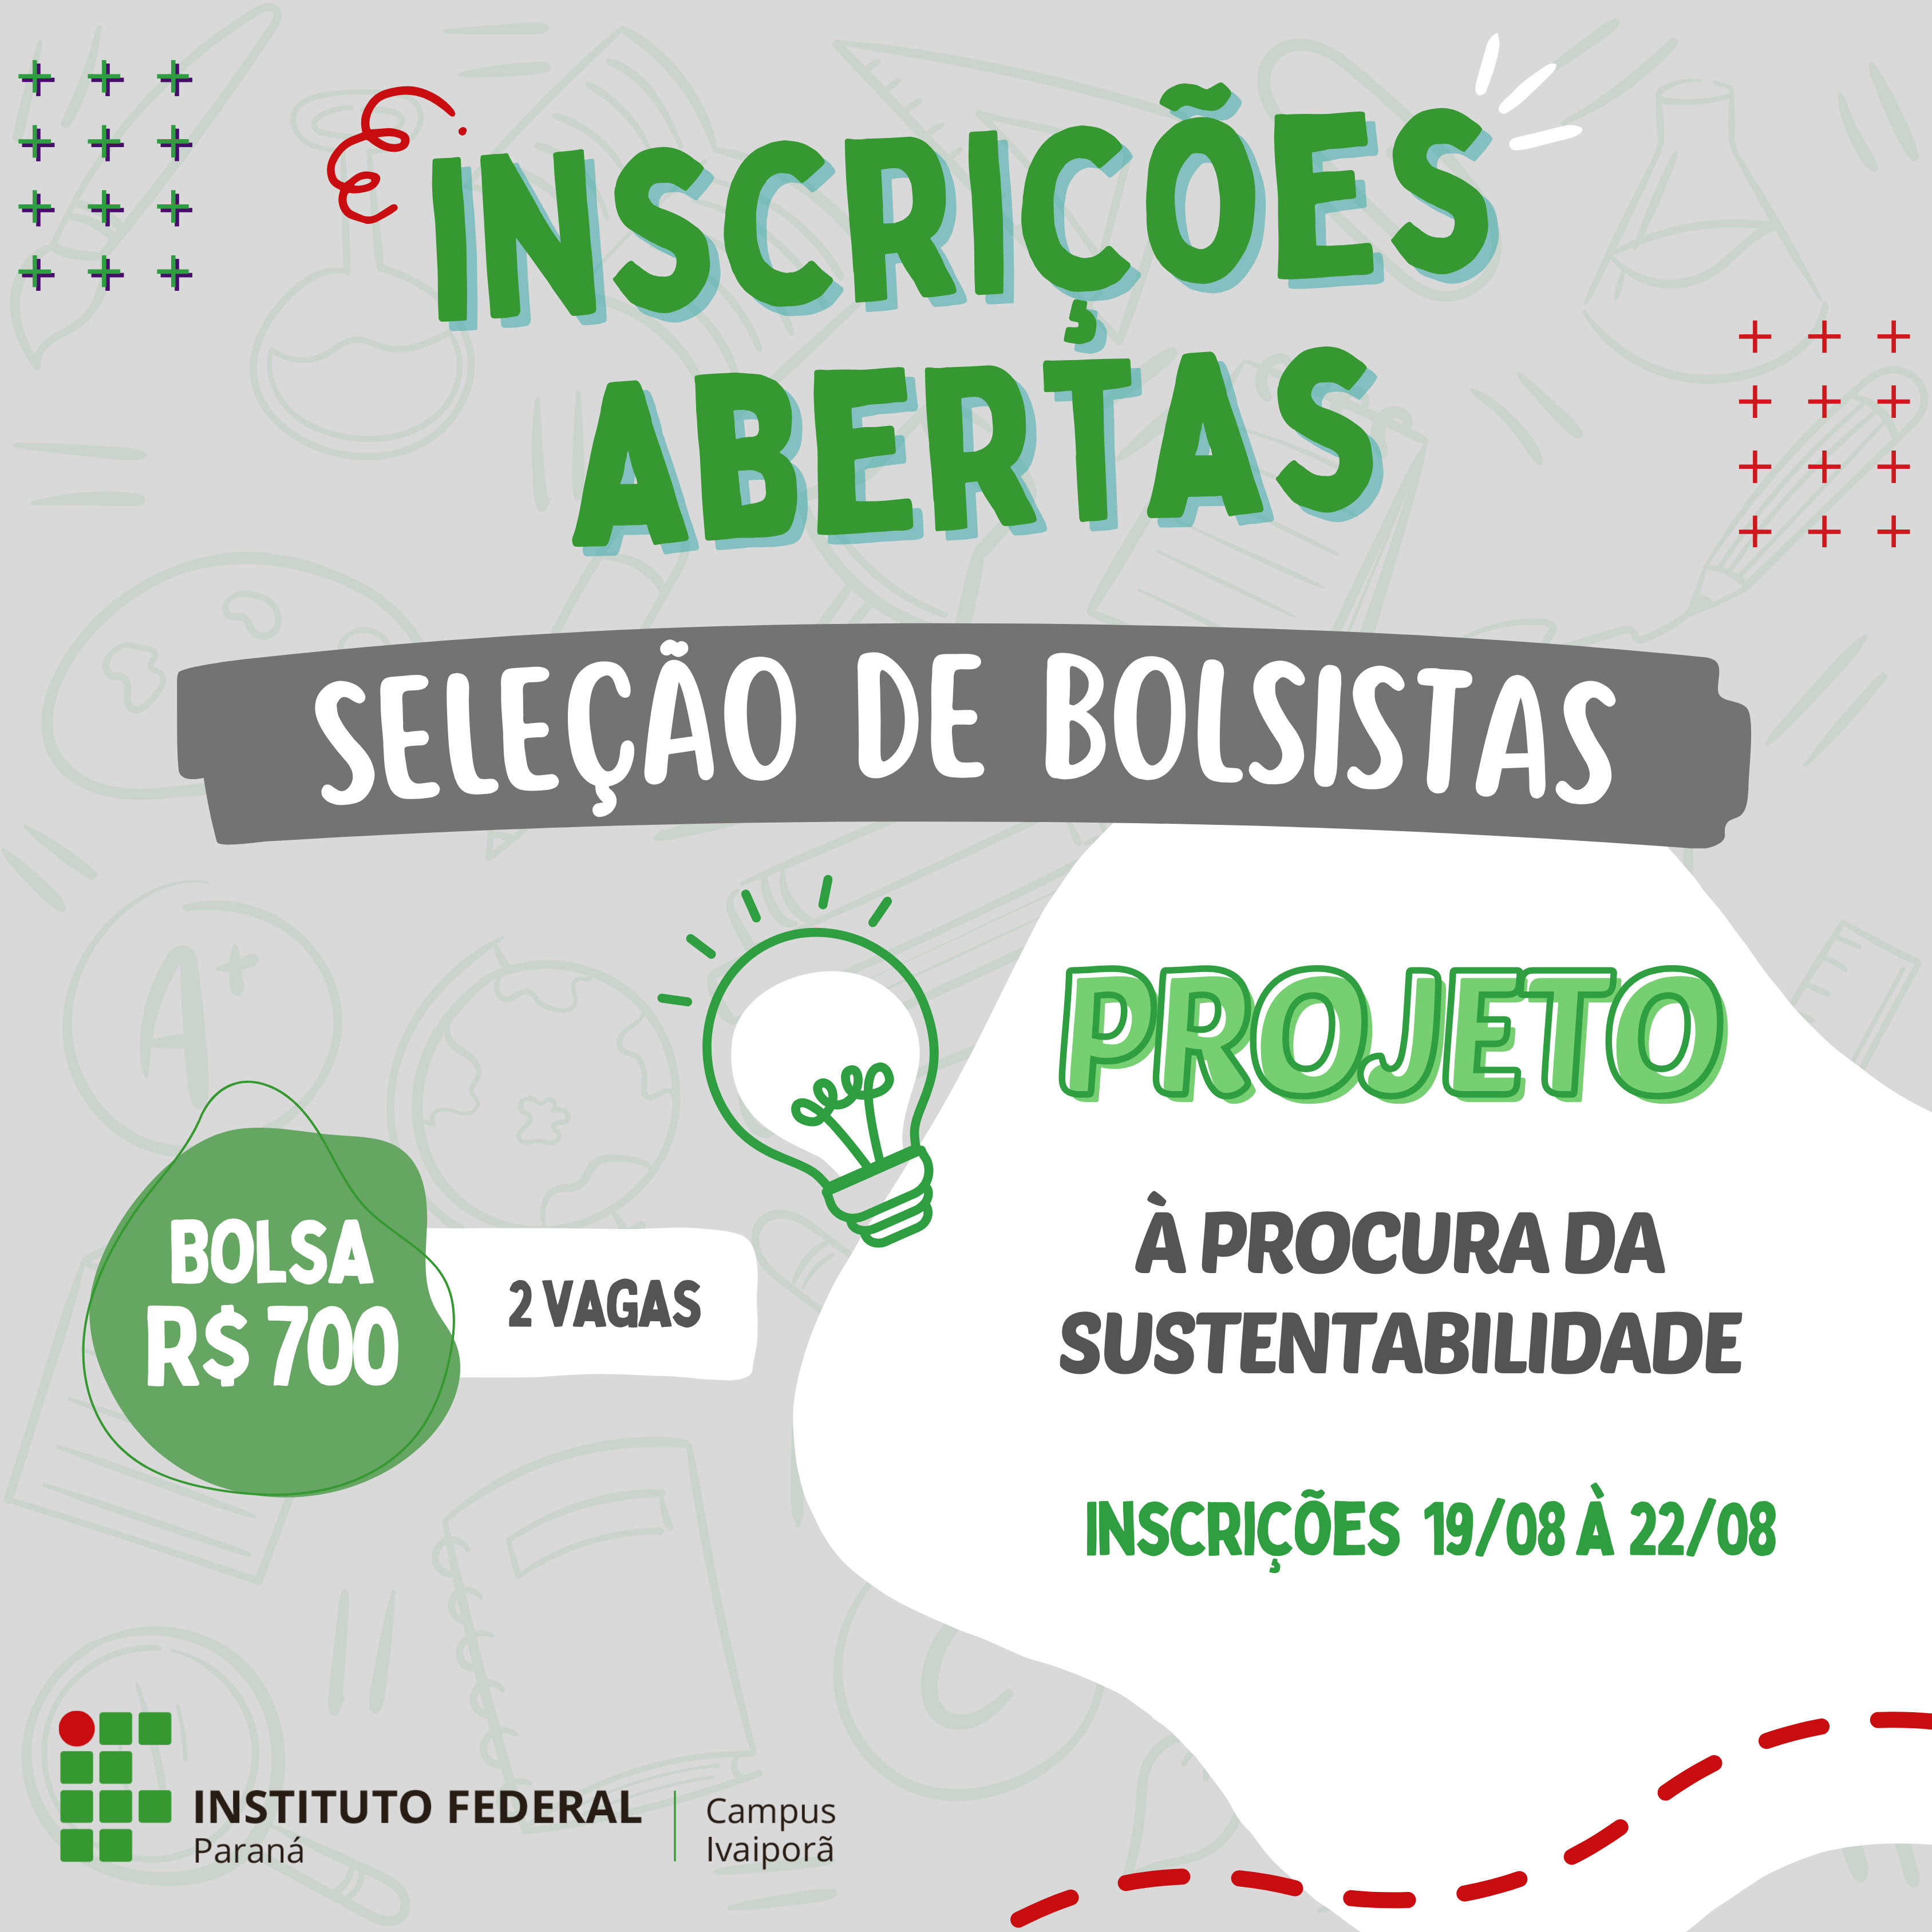 INSCRIÇÕES
ABERTAS
SELEÇÃO DE BOLSISTAS
PROJETO
À PROCURA DA
SUSTENTABILIDADE
BOLSA
R$ 700
2 VAGAS
INSCRIÇÕES 19/08 À 22/08
A+
INSTITUTO FEDERAL
Paraná
Campus
Ivaiporã